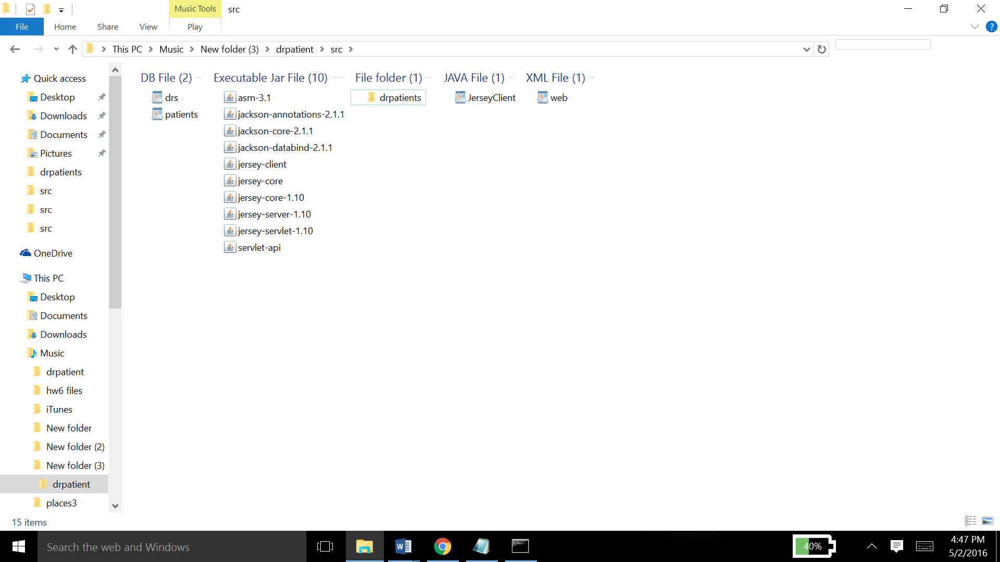 Music Tools
src
File
Home
Share
View
Play
?
This PC
Music
New folder (3)
drpatient
src
Quick access
Desktop
Downloads
Documents
Pictures
drpatients
src
src
src
OneDrive
This PC
Desktop
Documents
Downloads
Music
drpatient
hw6 files
iTunes
New folder
New folder (2)
New folder (3)
drpatient
places3
DB File (2)
drs
patients
Executable Jar File (10)
asm-3.1
jackson-annotations-2.1.1
jackson-core-2.1.1
jackson-databind-2.1.1
jersey-client
jersey-core
jersey-core-1.10
jersey-server-1.10
jersey-servlet-1.10
servlet-api
File folder (1)
drpatients
JAVA File (1)
JerseyClient
XML File (1)
web
15 items
Search the web and Windows
40%
4:47 PM
5/2/2016